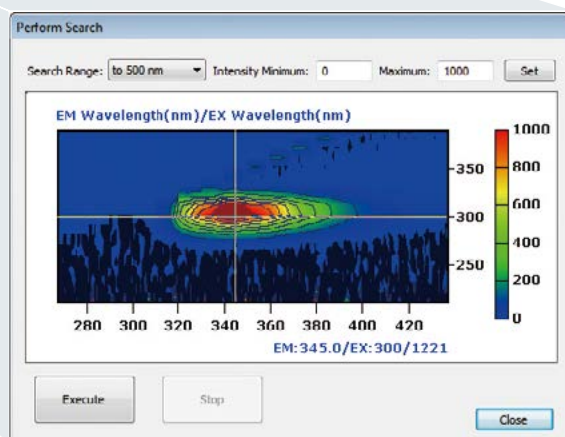 Perform Search
Search Range: to 500 nm Intensity Minimum: 0 Maximum: 1000 Set
EM Wavelength(nm)/EX Wavelength(nm)
1000
800
600
400
200
0
350
300
250
280 300 320 340 360 380 400 420
EM:345.0/EX:300/1221
Execute Stop
Close